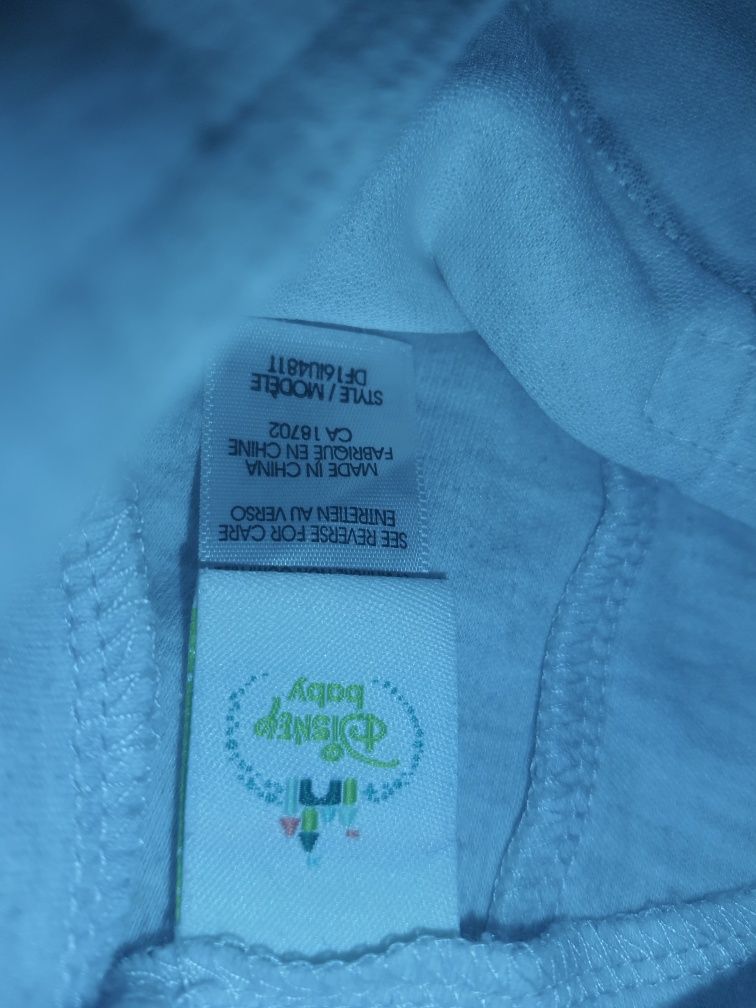 DISNEY
baby
SEE REVERSE FOR CARE
ENTRETIEN AU VERSO
MADE IN CHINA
FABRIQUE EN CHINE
CA 18702
STYLE / MODÈLE
DF16IU481T